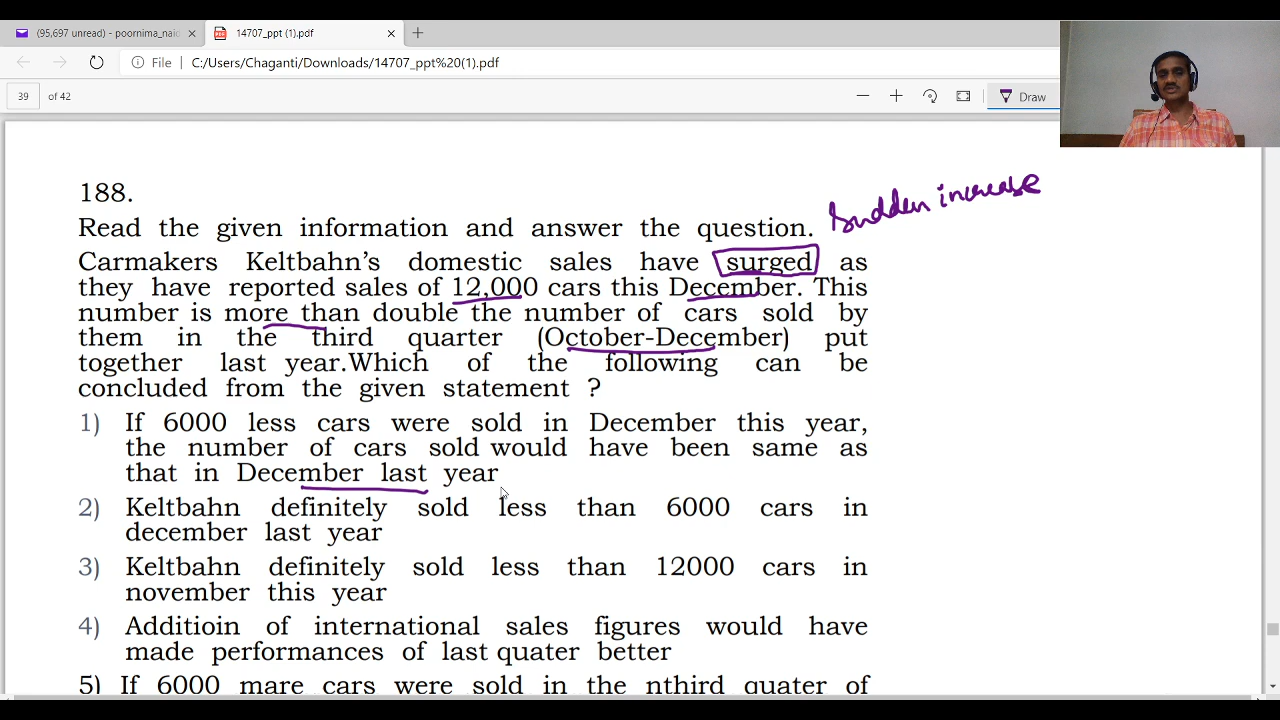 (95,697 unread) - poornima_naid
14707_ppt (1).pdf
File
C:/Users/Chaganti/Downloads/14707_ppt%20(1).pdf
39
of 42
Draw
188.
sudden increase
Read the given information and answer the question.
Carmakers Keltbahn's domestic sales have surged as
they have reported sales of 12,000 cars this December. This
number is more than double the number of cars sold by
them in the third quarter (October-December) put
together last year.Which of the following can be
concluded from the given statement ?
1) If 6000 less cars were sold in December this year,
the number of cars sold would have been same as
that in December last year
2) Keltbahn definitely sold less than 6000 cars in
december last year
3) Keltbahn definitely sold less than 12000 cars in
november this year
4) Additioin of international sales figures would have
made performances of last quater better
5) If 6000 mare cars were sold in the nthird quater of